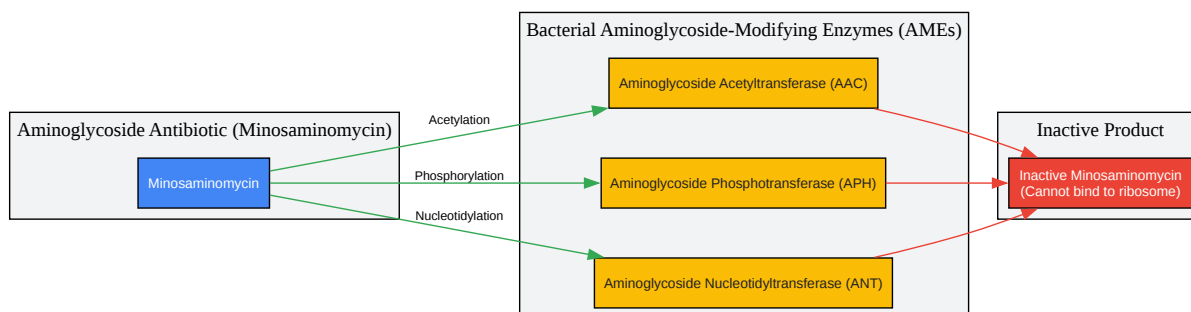 Bacterial Aminoglycoside-Modifying Enzymes (AMEs)
Aminoglycoside Acetyltransferase (AAC)
Acetylation
Aminoglycoside Antibiotic (Minosaminomycin)
Inactive Product
Minosaminomycin
Phosphorylation
Aminoglycoside Phosphotransferase (APH)
Inactive Minosaminomycin
(Cannot bind to ribosome)
Nucleotidylation
Aminoglycoside Nucleotidyltransferase (ANT)